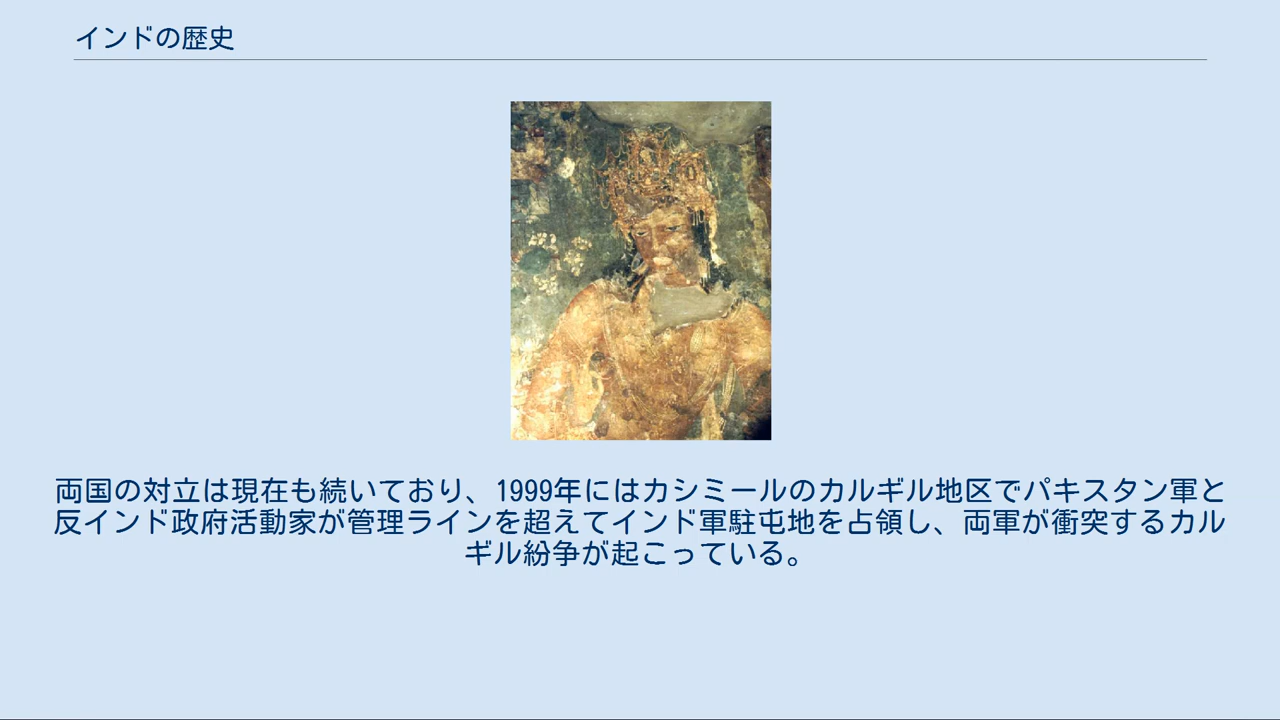 インドの歴史
両国の対立は現在も続いており、1999年にはカシミールのカルギル地区でパキスタン軍と
反インド政府活動家が管理ラインを超えてインド軍駐屯地を占領し、両軍が衝突するカル
ギル紛争が起こっている。